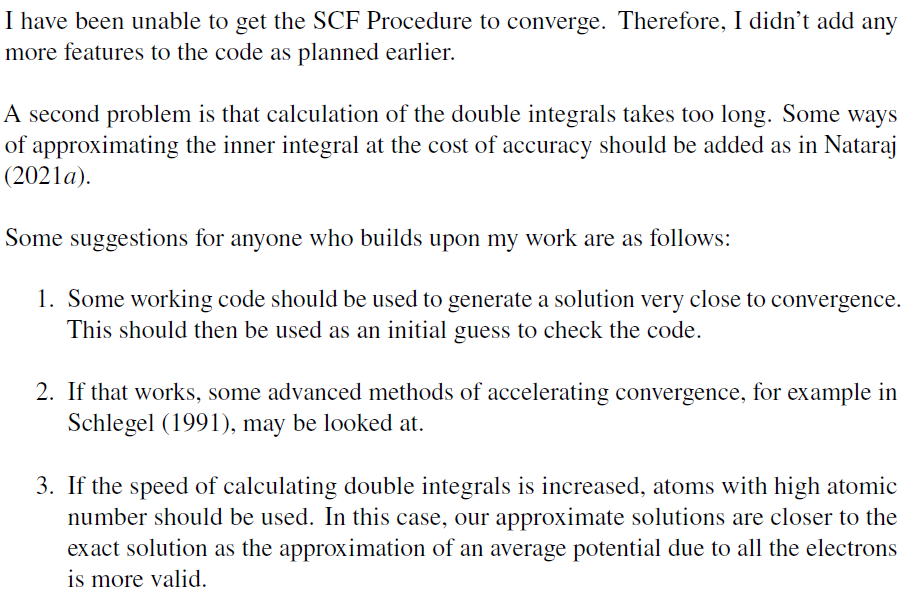 I have been unable to get the SCF Procedure to converge. Therefore, I didn't add any
more features to the code as planned earlier.
A second problem is that calculation of the double integrals takes too long. Some ways
of approximating the inner integral at the cost of accuracy should be added as in Nataraj
(2021a).
Some suggestions for anyone who builds upon my work are as follows:
1. Some working code should be used to generate a solution very close to convergence.
This should then be used as an initial guess to check the code.
2. If that works, some advanced methods of accelerating convergence, for example in
Schlegel (1991), may be looked at.
3. If the speed of calculating double integrals is increased, atoms with high atomic
number should be used. In this case, our approximate solutions are closer to the
exact solution as the approximation of an average potential due to all the electrons
is more valid.